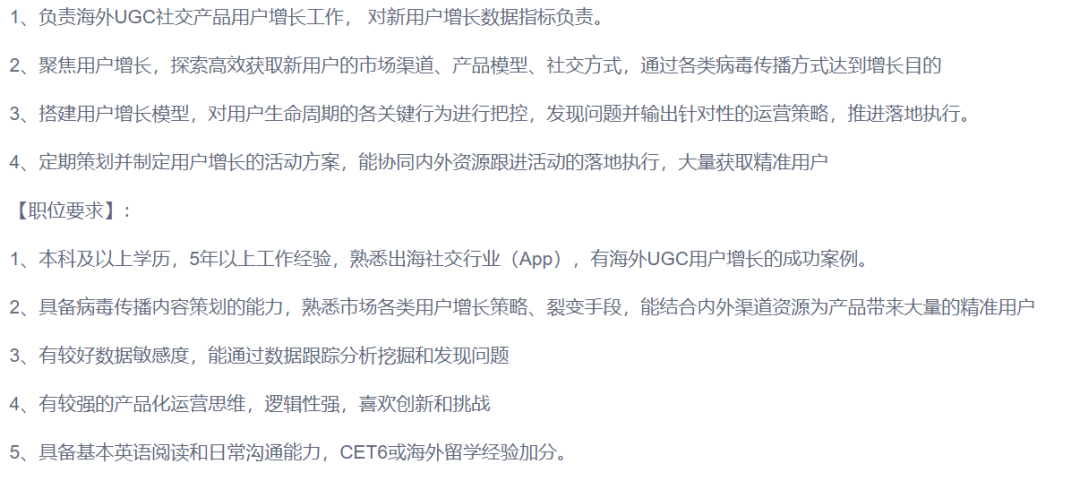 1、负责海外UGC社交产品用户增长工作， 对新用户增长数据指标负责。
2、聚焦用户增长，探索高效获取新用户的市场渠道、产品模型、社交方式，通过各类病毒传播方式达到增长目的
3、搭建用户增长模型，对用户生命周期的各关键行为进行把控，发现问题并输出针对性的运营策略，推进落地执行。
4、定期策划并制定用户增长的活动方案，能协同内外资源跟进活动的落地执行，大量获取精准用户
【职位要求】：
1、本科及以上学历，5年以上工作经验，熟悉出海社交行业（App），有海外UGC用户增长的成功案例。
2、具备病毒传播内容策划的能力，熟悉市场各类用户增长策略、裂变手段，能结合内外渠道资源为产品带来大量的精准用户
3、有较好数据敏感度，能通过数据跟踪分析挖掘和发现问题
4、有较强的产品化运营思维，逻辑性强，喜欢创新和挑战
5、具备基本英语阅读和日常沟通能力，CET6或海外留学经验加分。